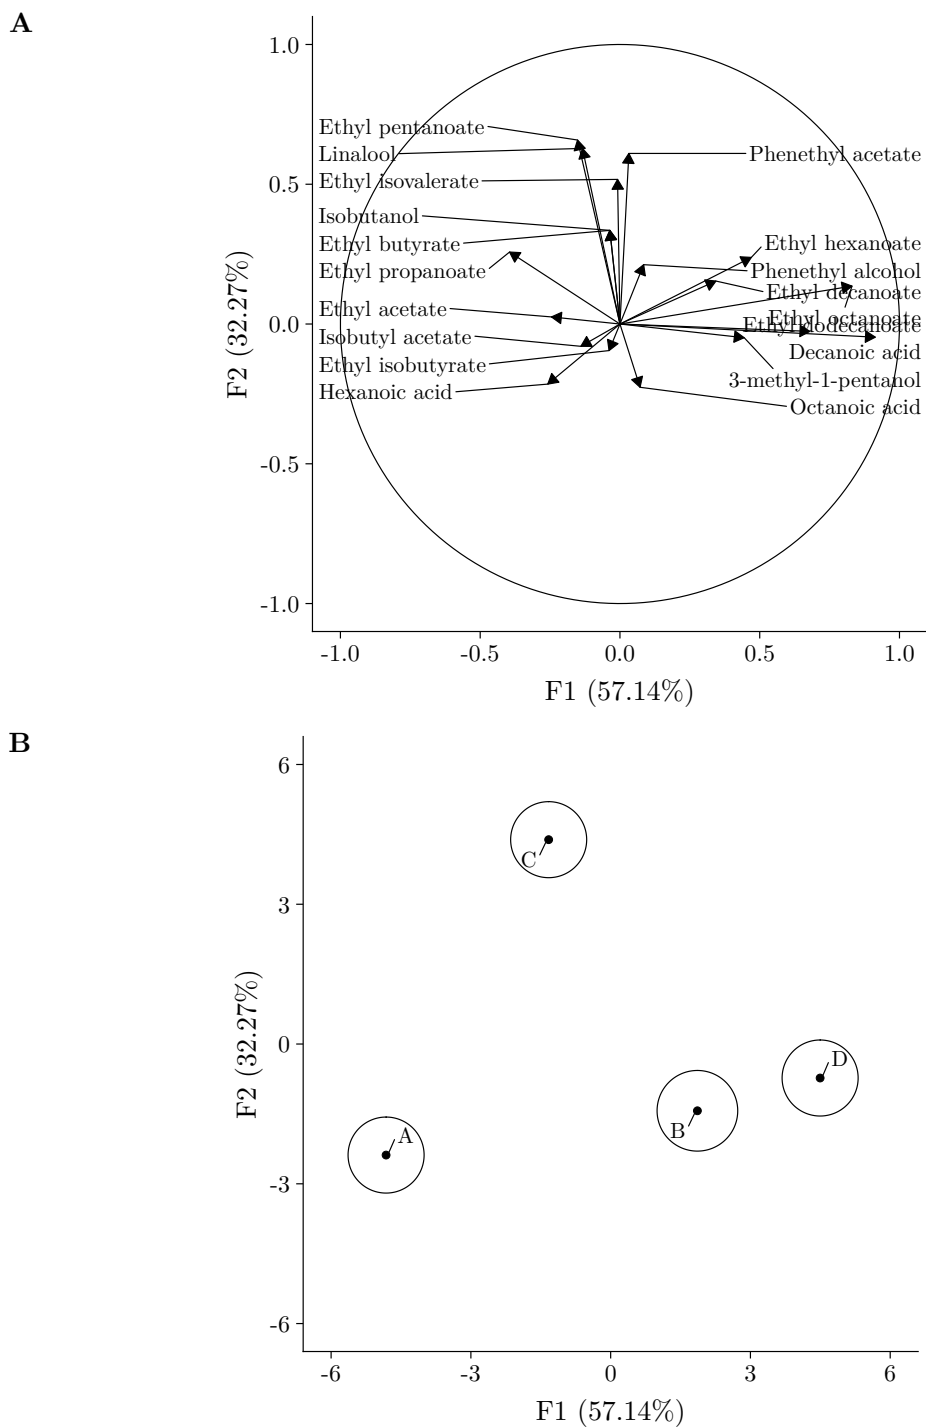 A
1.0
Ethyl pentanoate
Linalool
Phenethyl acetate
Ethyl isovalerate
0.5
Isobutanol
Ethyl butyrate
Ethyl hexanoate
Ethyl propanoate
Phenethyl alcohol
Ethyl decanoate
Ethyl acetate
Ethyl octanoate
0.0
Ethyl dodecanoate
Isobutyl acetate
Decanoic acid
Ethyl isobutyrate
3-methyl-1-pentanol
Hexanoic acid
Octanoic acid
F2 (32.27%)
-0.5
-1.0
-1.0 -0.5 0.0 0.5 1.0
F1 (57.14%)
B
6
C
3
F2 (32.27%)
0
D
B
A
-3
-6
-6 -3 0 3 6
F1 (57.14%)